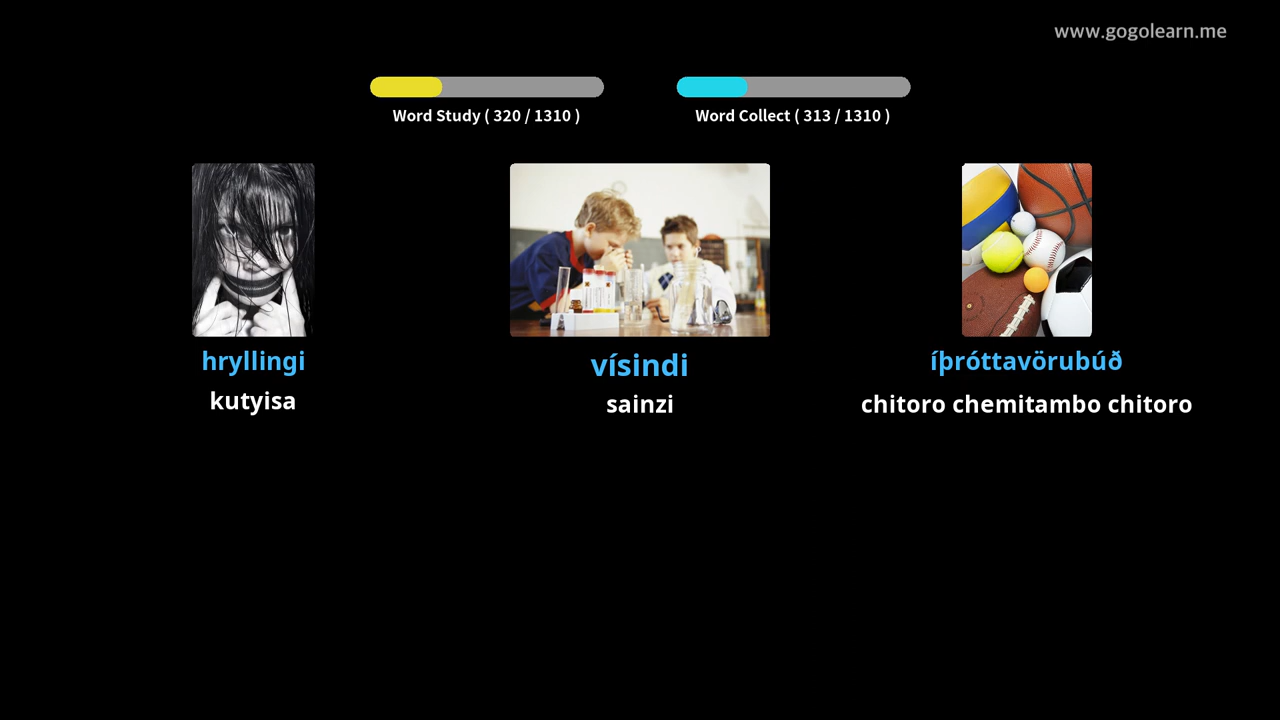 www.gogolearn.me
Word Study ( 320 / 1310 )
Word Collect ( 313 / 1310 )
hryllingi
kutyisa
vísindi
sainzi
íþróttavörubúð
chitoro chemitambo chitoro